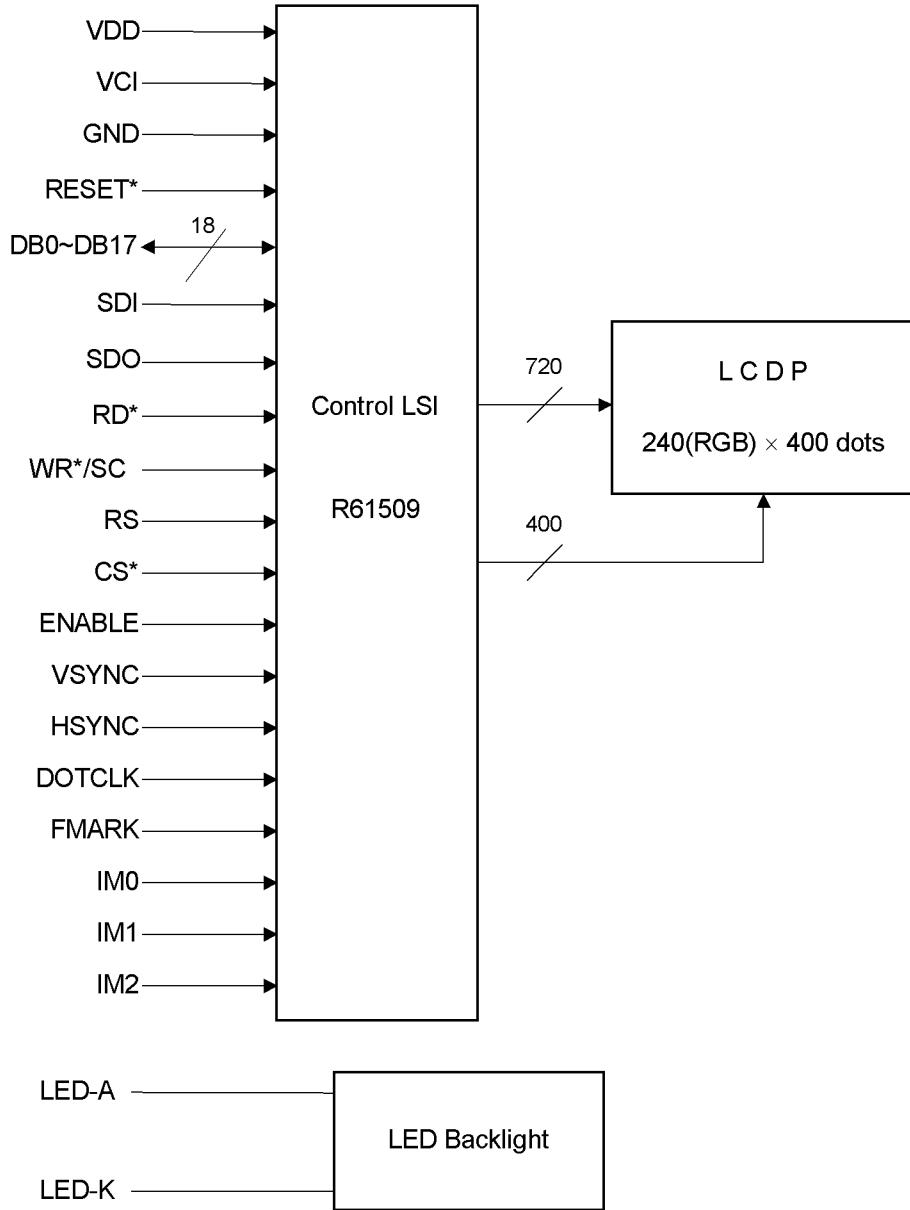 VDD
VCI
GND
RESET*
18
DB0~DB17
SDI
SDO
RD*
WR*/SC
RS
CS*
ENABLE
VSYNC
HSYNC
DOTCLK
FMARK
IM0
IM1
IM2
Control LSI
R61509
720
400
L C D P
240(RGB) × 400 dots
LED-A
LED-K
LED Backlight